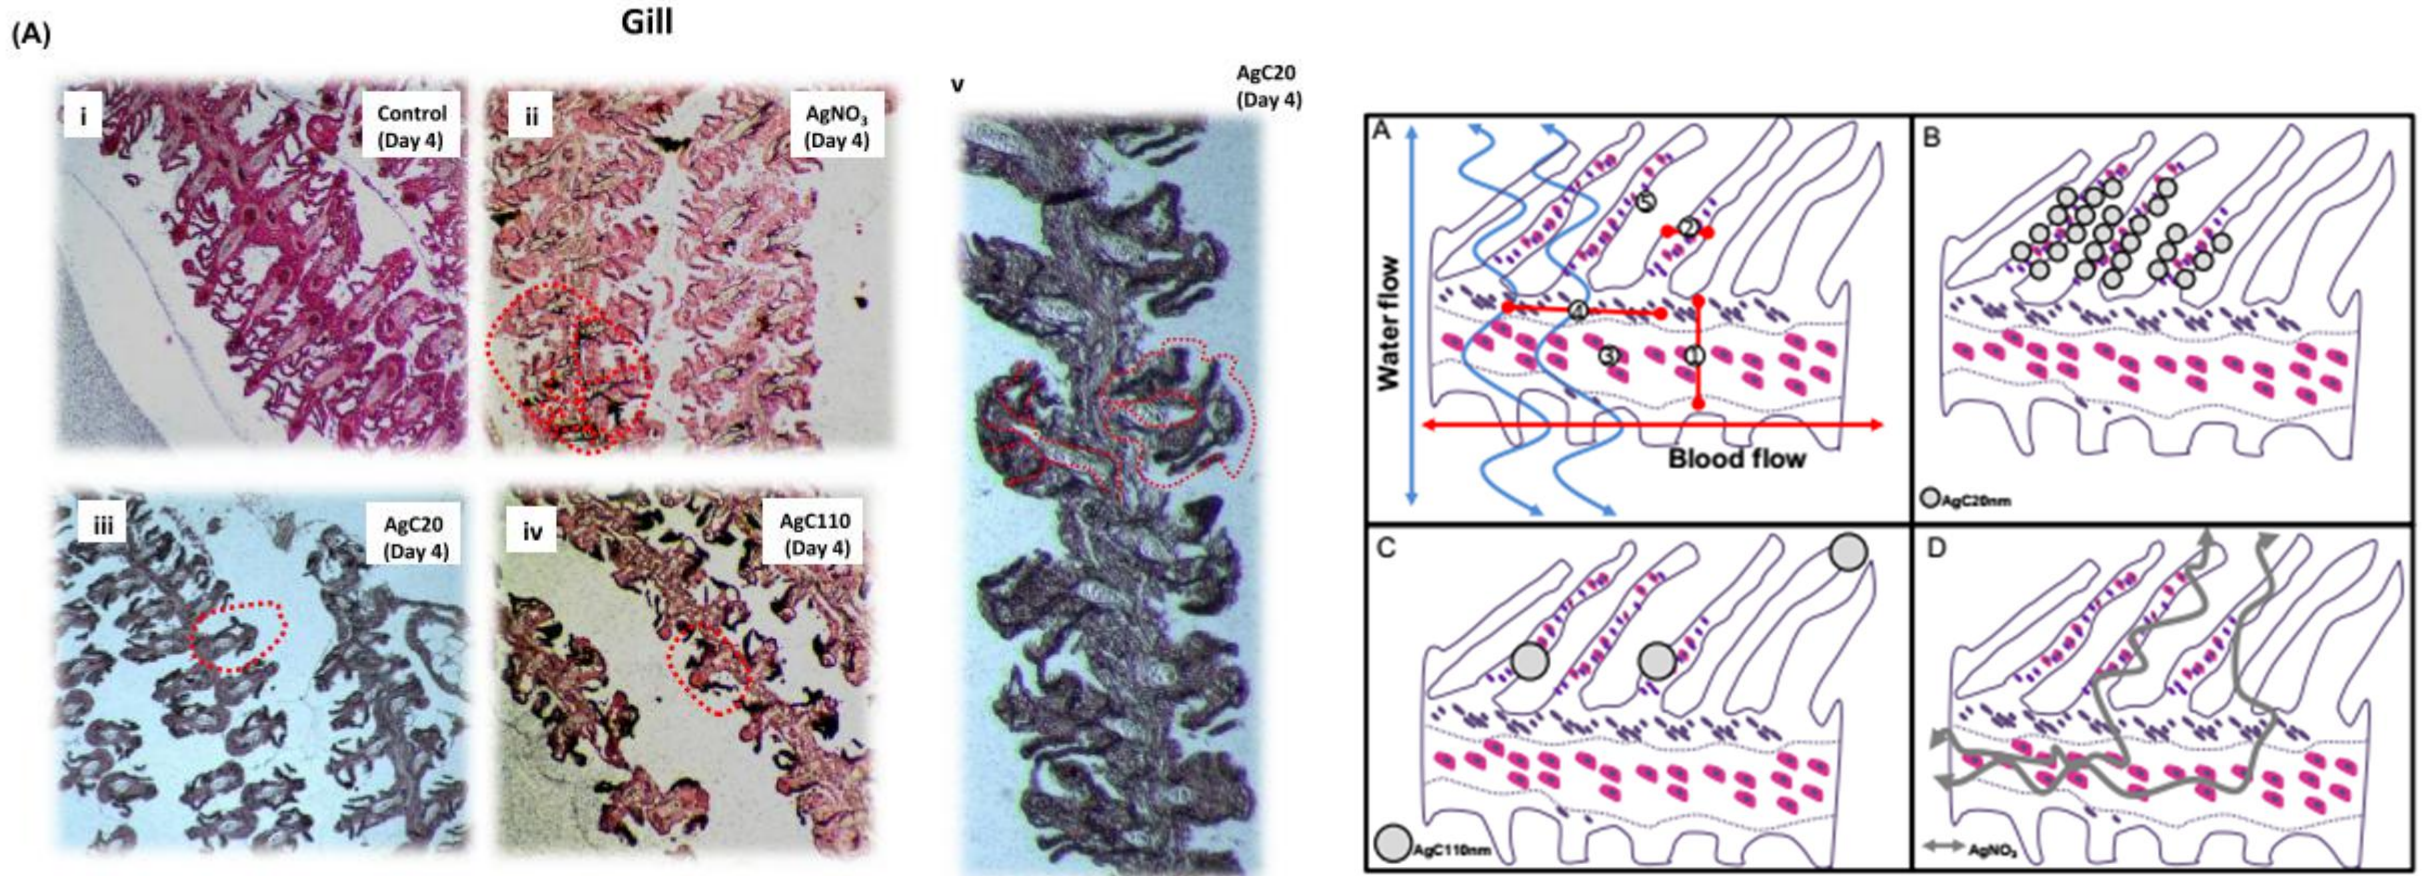 Gill
(A)
i
Control
(Day 4)
ii
AgNO₃
(Day 4)
iii
AgC20
(Day 4)
iv
AgC110
(Day 4)
v
AgC20
(Day 4)
A
Water flow
5
2
4
3
1
Blood flow
B
AgC20nm
C
AgC110nm
D
AgNO₃